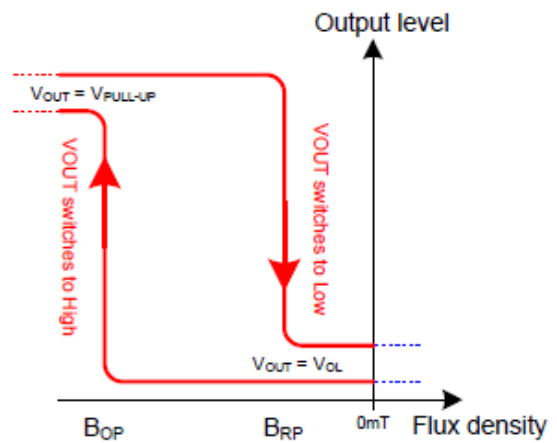 Output level
VOUT = VPULL-UP
VOUT switches to High
VOUT switches to Low
VOUT = VOL
BOP
BRP
0mT
Flux density